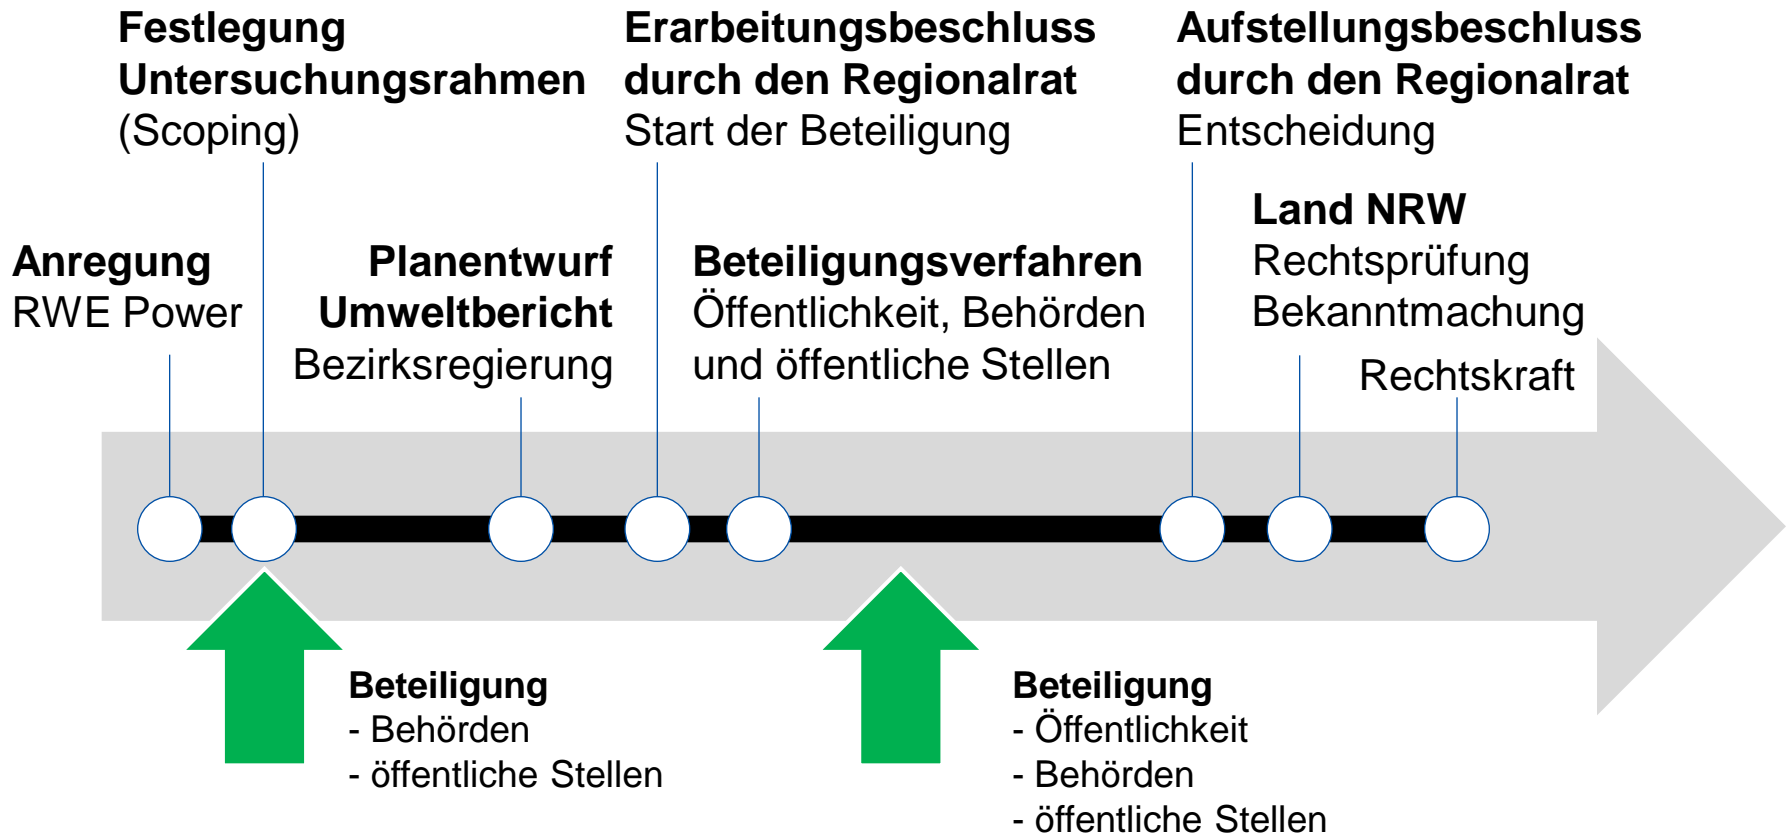 Festlegung
Untersuchungsrahmen
(Scoping)
Erarbeitungsbeschluss
durch den Regionalrat
Start der Beteiligung
Aufstellungsbeschluss
durch den Regionalrat
Entscheidung
Anregung
RWE Power
Planentwurf
Umweltbericht
Bezirksregierung
Beteiligungsverfahren
Öffentlichkeit, Behörden
und öffentliche Stellen
Land NRW
Rechtsprüfung
Bekanntmachung
Rechtskraft
Beteiligung
- Behörden
- öffentliche Stellen
Beteiligung
- Öffentlichkeit
- Behörden
- öffentliche Stellen